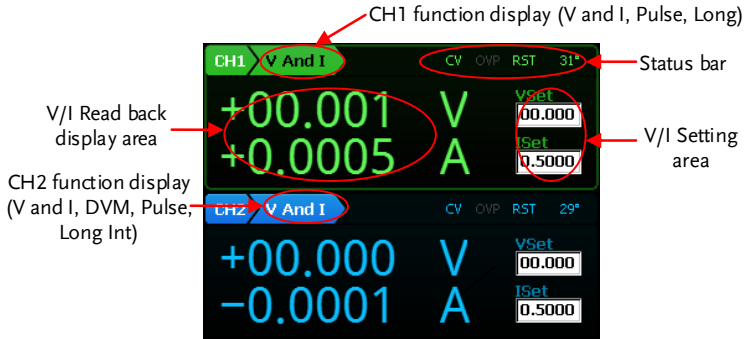 CH1 function display (V and I, Pulse, Long)
CH1 V And I CV OVP RST 31°
Status bar
V/I Read back
display area
+00.001 V
+0.0005 A
VSet
00.000
ISet
0.5000
V/I Setting
area
CH2 function display
(V and I, DVM, Pulse,
Long Int)
CH2 V And I CV OVP RST 29°
+00.000 V
-0.0001 A
VSet
00.000
ISet
0.5000